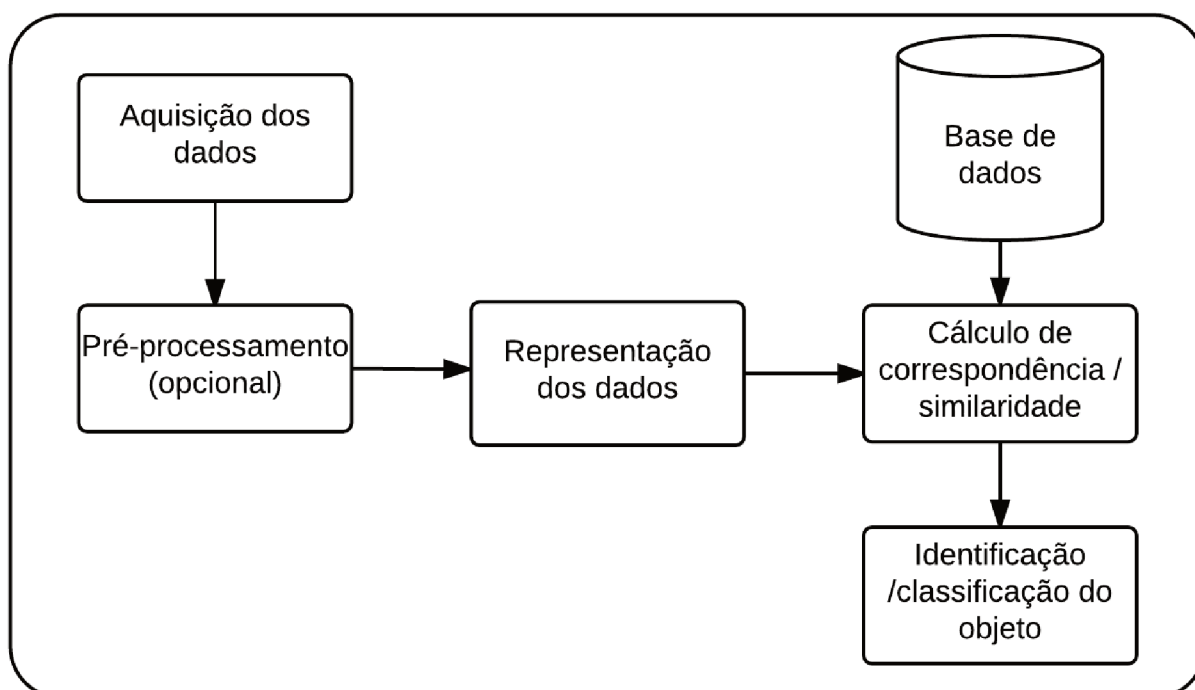 Aquisição dos
dados
Base de
dados
Pré-processamento
(opcional)
Representação
dos dados
Cálculo de
correspondência /
similaridade
Identificação
/classificação do
objeto